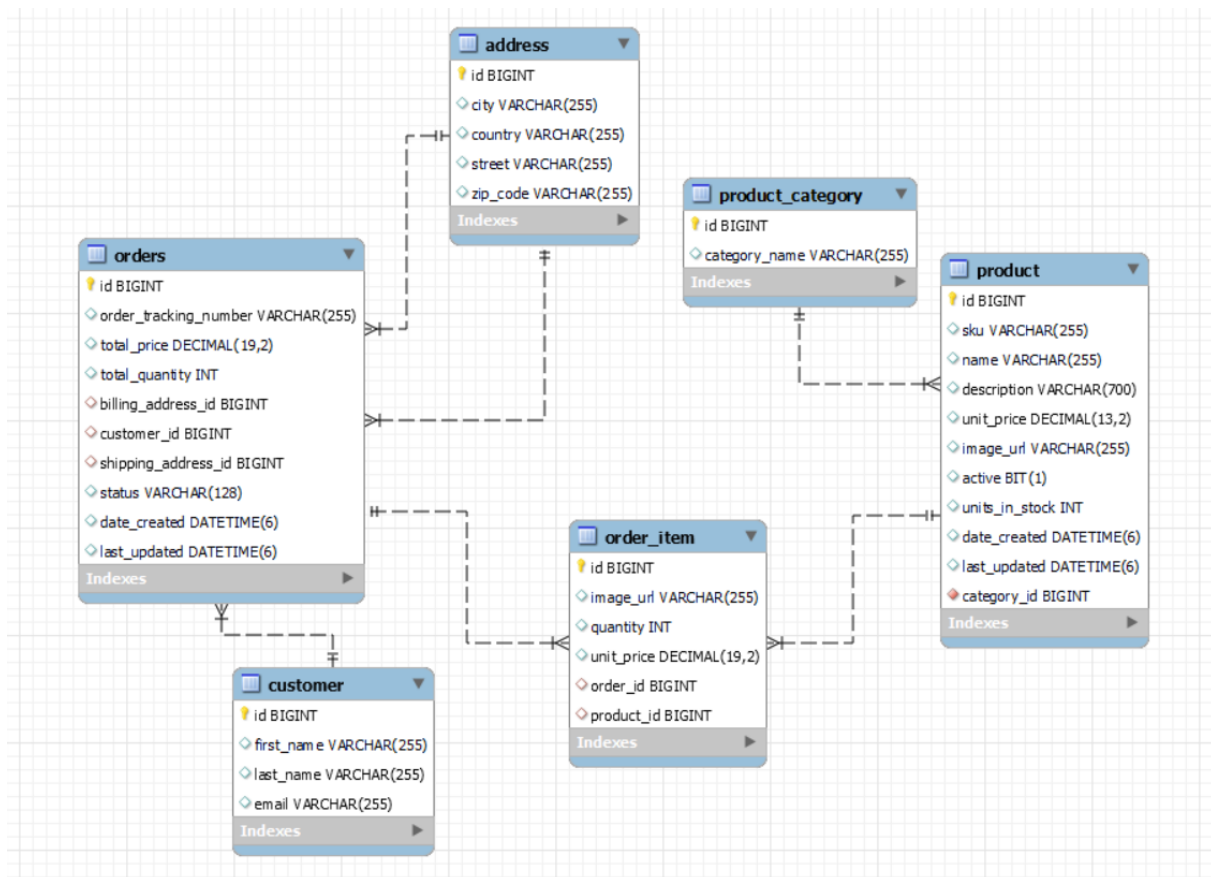 address
id BIGINT
city VARCHAR(255)
country VARCHAR(255)
street VARCHAR(255)
zip_code VARCHAR(255)
Indexes
product_category
id BIGINT
category_name VARCHAR(255)
Indexes
orders
id BIGINT
order_tracking_number VARCHAR(255)
total_price DECIMAL(19,2)
total_quantity INT
billing_address_id BIGINT
customer_id BIGINT
shipping_address_id BIGINT
status VARCHAR(128)
date_created DATETIME(6)
last_updated DATETIME(6)
Indexes
product
id BIGINT
sku VARCHAR(255)
name VARCHAR(255)
description VARCHAR(700)
unit_price DECIMAL(13,2)
image_url VARCHAR(255)
active BIT(1)
units_in_stock INT
date_created DATETIME(6)
last_updated DATETIME(6)
category_id BIGINT
Indexes
order_item
id BIGINT
image_url VARCHAR(255)
quantity INT
unit_price DECIMAL(19,2)
order_id BIGINT
product_id BIGINT
Indexes
customer
id BIGINT
first_name VARCHAR(255)
last_name VARCHAR(255)
email VARCHAR(255)
Indexes